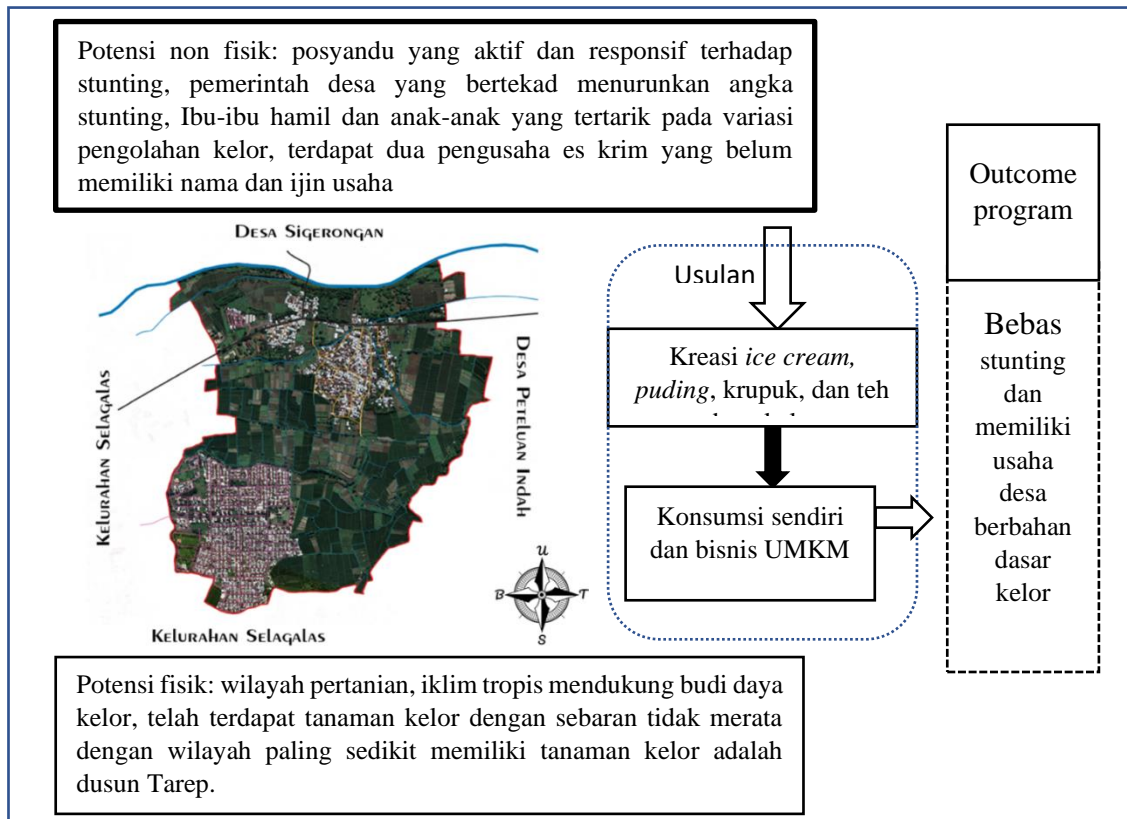 Potensi non fisik: posyandu yang aktif dan responsif terhadap
stunting, pemerintah desa yang bertekad menurunkan angka
stunting, Ibu-ibu hamil dan anak-anak yang tertarik pada variasi
pengolahan kelor, terdapat dua pengusaha es krim yang belum
memiliki nama dan ijin usaha
Desa Sigerongan
Kelurahan Selagalas
Desa Peteluan Indah
U
B
T
S
Kelurahan Selagalas
Usulan
Kreasi ice cream,
puding, krupuk, dan teh
Konsumsi sendiri
dan bisnis UMKM
Outcome
program
Bebas
stunting
dan
memiliki
usaha
desa
berbahan
dasar
kelor
Potensi fisik: wilayah pertanian, iklim tropis mendukung budi daya
kelor, telah terdapat tanaman kelor dengan sebaran tidak merata
dengan wilayah paling sedikit memiliki tanaman kelor adalah
dusun Tarep.